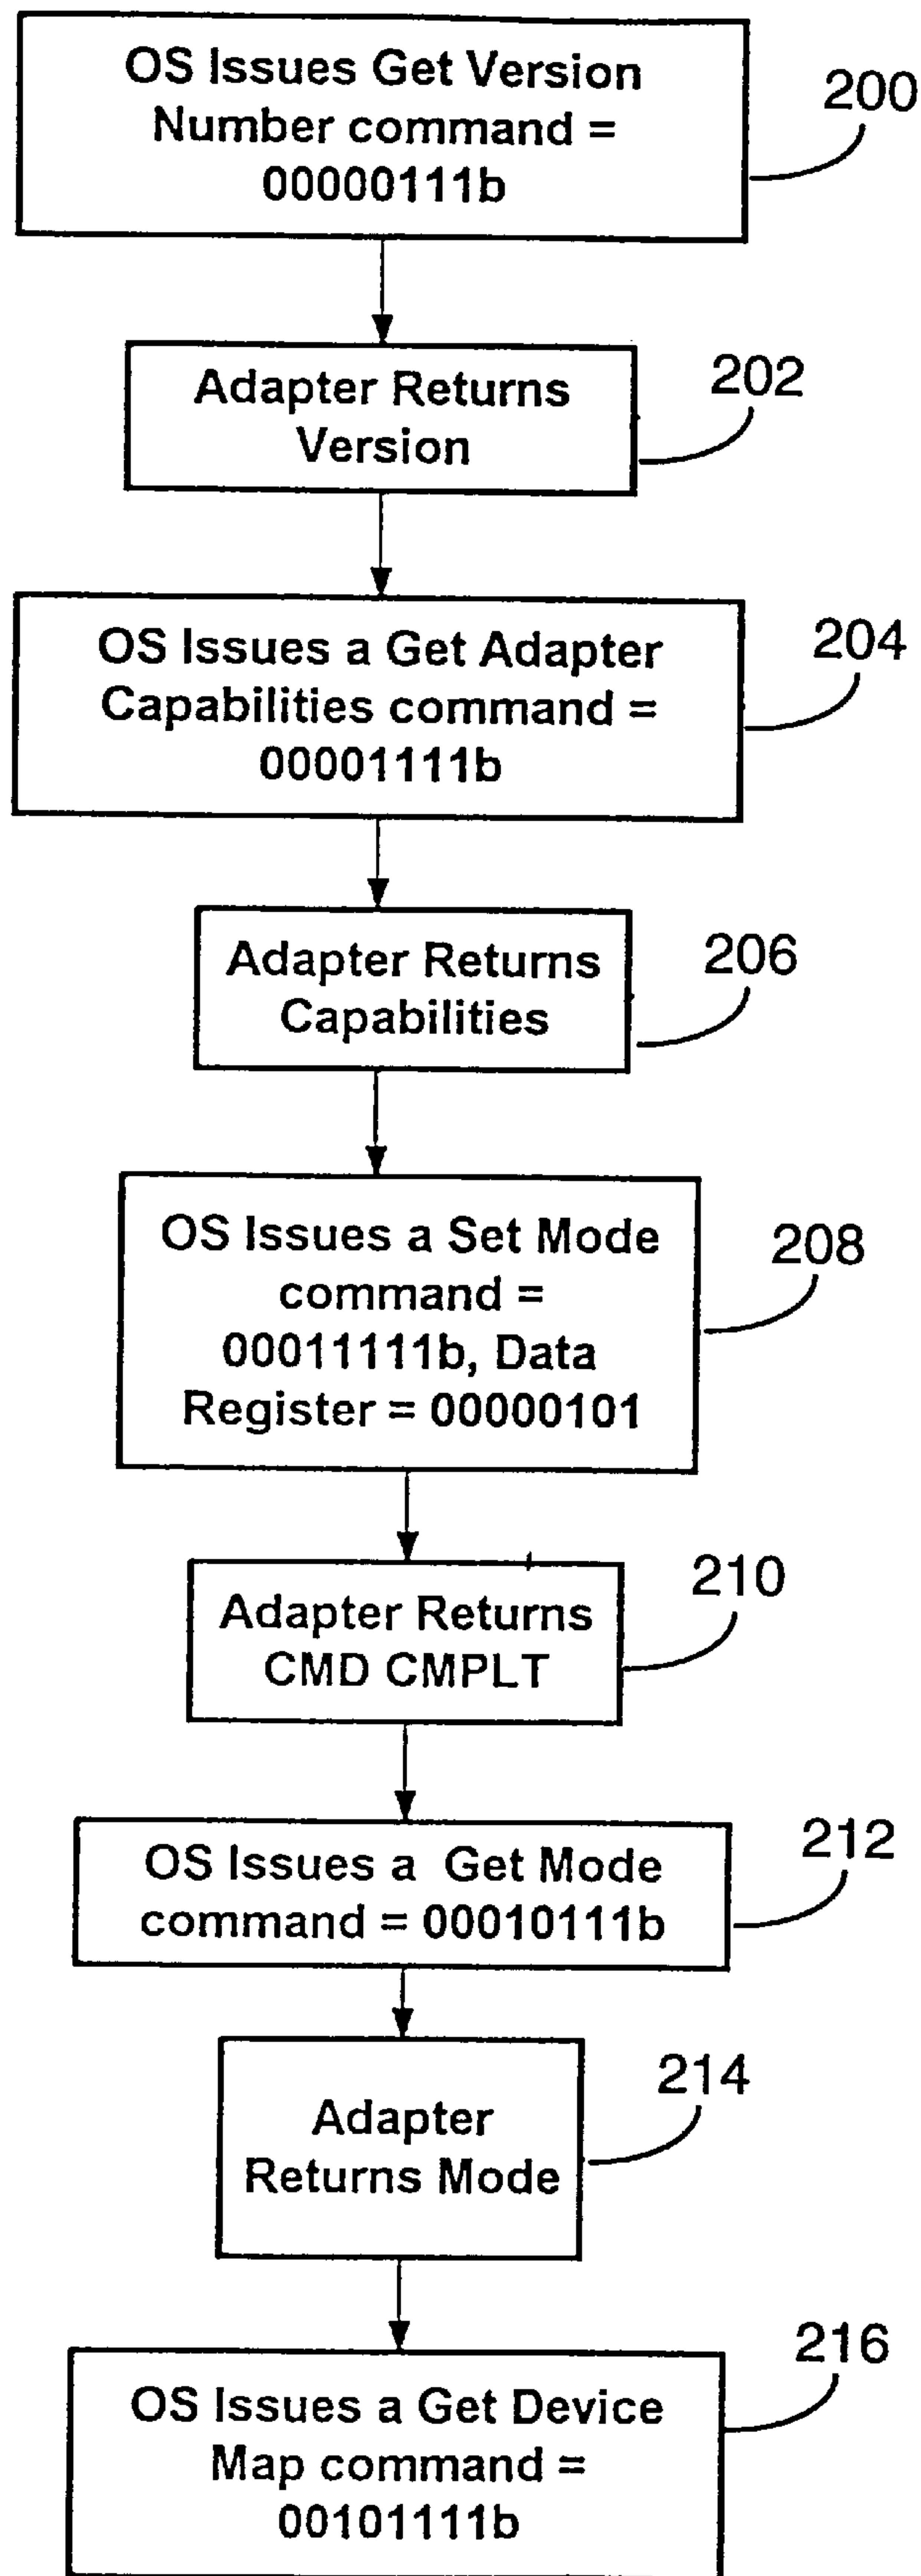 OS Issues Get Version
Number command =
00000111b
200
Adapter Returns
Version
202
OS Issues a Get Adapter
Capabilities command =
00001111b
204
Adapter Returns
Capabilities
206
OS Issues a Set Mode
command =
00011111b, Data
Register = 00000101
208
Adapter Returns
CMD CMPLT
210
OS Issues a Get Mode
command = 00010111b
212
Adapter
Returns Mode
214
OS Issues a Get Device
Map command =
00101111b
216